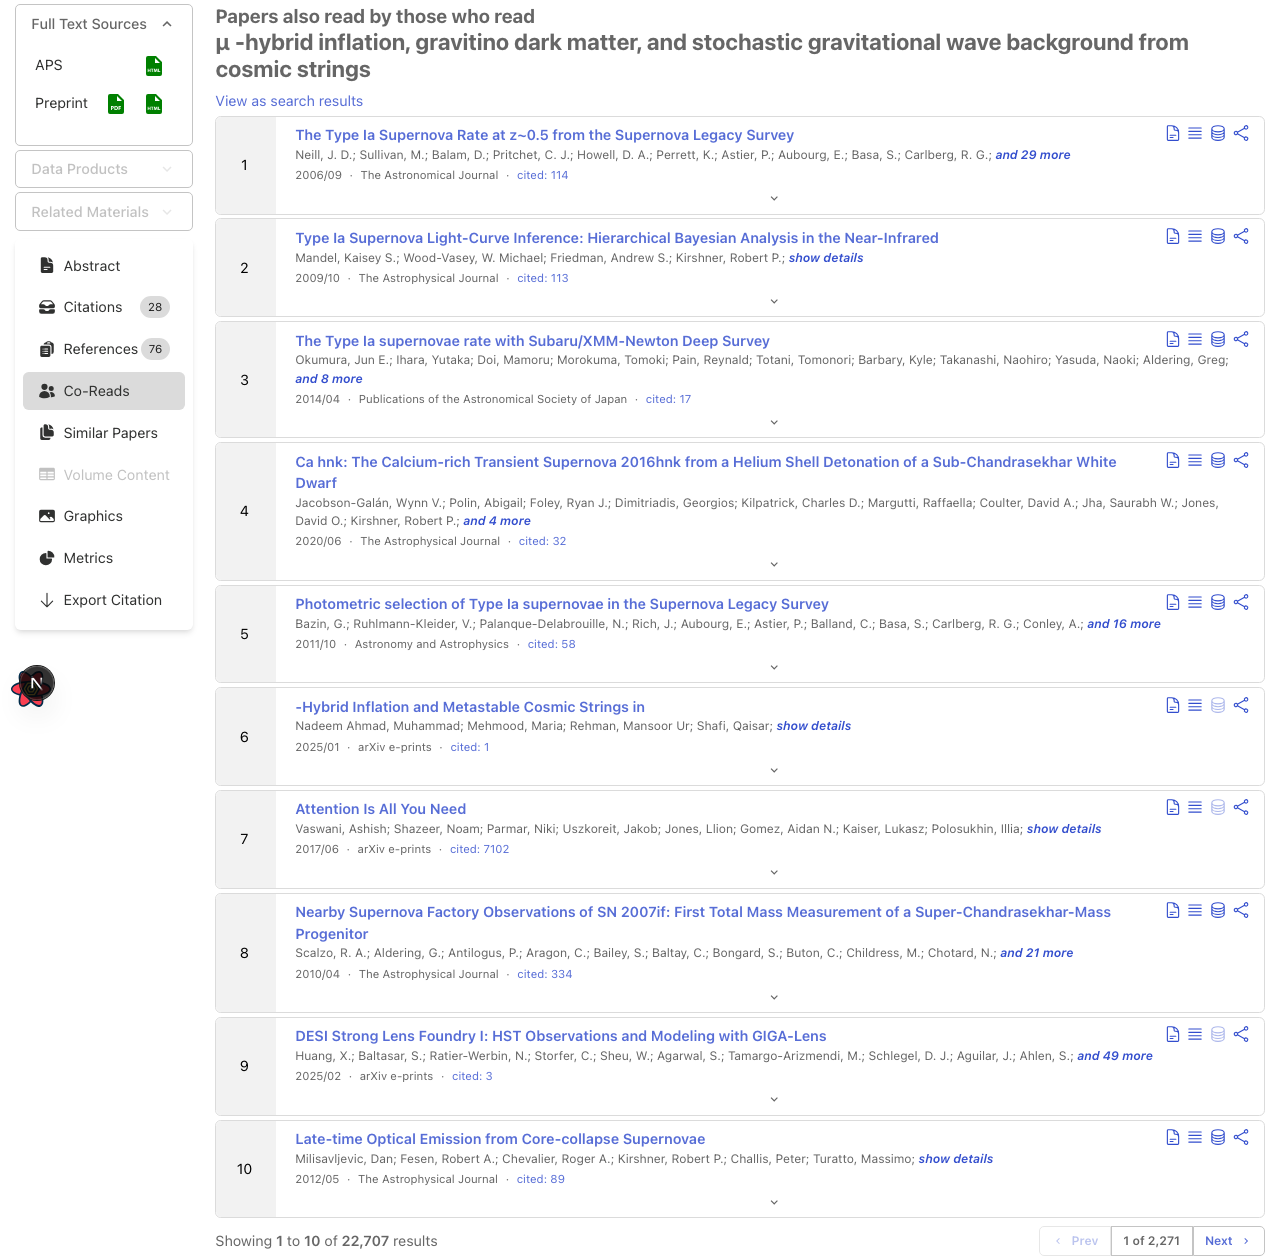 Full Text Sources
APS
HTML
Preprint
PDF
HTML
Data Products
Related Materials
Abstract
Citations 28
References 76
Co-Reads
Similar Papers
Volume Content
Graphics
Metrics
Export Citation
N
Papers also read by those who read
μ -hybrid inflation, gravitino dark matter, and stochastic gravitational wave background from
cosmic strings
View as search results
1
The Type Ia Supernova Rate at z~0.5 from the Supernova Legacy Survey
Neill, J. D.; Sullivan, M.; Balam, D.; Pritchet, C. J.; Howell, D. A.; Perrett, K.; Astier, P.; Aubourg, E.; Basa, S.; Carlberg, R. G.; and 29 more
2006/09 · The Astronomical Journal · cited: 114
2
Type Ia Supernova Light-Curve Inference: Hierarchical Bayesian Analysis in the Near-Infrared
Mandel, Kaisey S.; Wood-Vasey, W. Michael; Friedman, Andrew S.; Kirshner, Robert P.; show details
2009/10 · The Astrophysical Journal · cited: 113
3
The Type Ia supernovae rate with Subaru/XMM-Newton Deep Survey
Okumura, Jun E.; Ihara, Yutaka; Doi, Mamoru; Morokuma, Tomoki; Pain, Reynald; Totani, Tomonori; Barbary, Kyle; Takanashi, Naohiro; Yasuda, Naoki; Aldering, Greg;
and 8 more
2014/04 · Publications of the Astronomical Society of Japan · cited: 17
4
Ca hnk: The Calcium-rich Transient Supernova 2016hnk from a Helium Shell Detonation of a Sub-Chandrasekhar White
Dwarf
Jacobson-Galán, Wynn V.; Polin, Abigail; Foley, Ryan J.; Dimitriadis, Georgios; Kilpatrick, Charles D.; Margutti, Raffaella; Coulter, David A.; Jha, Saurabh W.; Jones,
David O.; Kirshner, Robert P.; and 4 more
2020/06 · The Astrophysical Journal · cited: 32
5
Photometric selection of Type Ia supernovae in the Supernova Legacy Survey
Bazin, G.; Ruhlmann-Kleider, V.; Palanque-Delabrouille, N.; Rich, J.; Aubourg, E.; Astier, P.; Balland, C.; Basa, S.; Carlberg, R. G.; Conley, A.; and 16 more
2011/10 · Astronomy and Astrophysics · cited: 58
6
-Hybrid Inflation and Metastable Cosmic Strings in
Nadeem Ahmad, Muhammad; Mehmood, Maria; Rehman, Mansoor Ur; Shafi, Qaisar; show details
2025/01 · arXiv e-prints · cited: 1
7
Attention Is All You Need
Vaswani, Ashish; Shazeer, Noam; Parmar, Niki; Uszkoreit, Jakob; Jones, Llion; Gomez, Aidan N.; Kaiser, Lukasz; Polosukhin, Illia; show details
2017/06 · arXiv e-prints · cited: 7102
8
Nearby Supernova Factory Observations of SN 2007if: First Total Mass Measurement of a Super-Chandrasekhar-Mass
Progenitor
Scalzo, R. A.; Aldering, G.; Antilogus, P.; Aragon, C.; Bailey, S.; Baltay, C.; Bongard, S.; Buton, C.; Childress, M.; Chotard, N.; and 21 more
2010/04 · The Astrophysical Journal · cited: 334
9
DESI Strong Lens Foundry I: HST Observations and Modeling with GIGA-Lens
Huang, X.; Baltasar, S.; Ratier-Werbin, N.; Storfer, C.; Sheu, W.; Agarwal, S.; Tamargo-Arizmendi, M.; Schlegel, D. J.; Aguilar, J.; Ahlen, S.; and 49 more
2025/02 · arXiv e-prints · cited: 3
10
Late-time Optical Emission from Core-collapse Supernovae
Milisavljevic, Dan; Fesen, Robert A.; Chevalier, Roger A.; Kirshner, Robert P.; Challis, Peter; Turatto, Massimo; show details
2012/05 · The Astrophysical Journal · cited: 89
Showing 1 to 10 of 22,707 results
Prev 1 of 2,271 Next